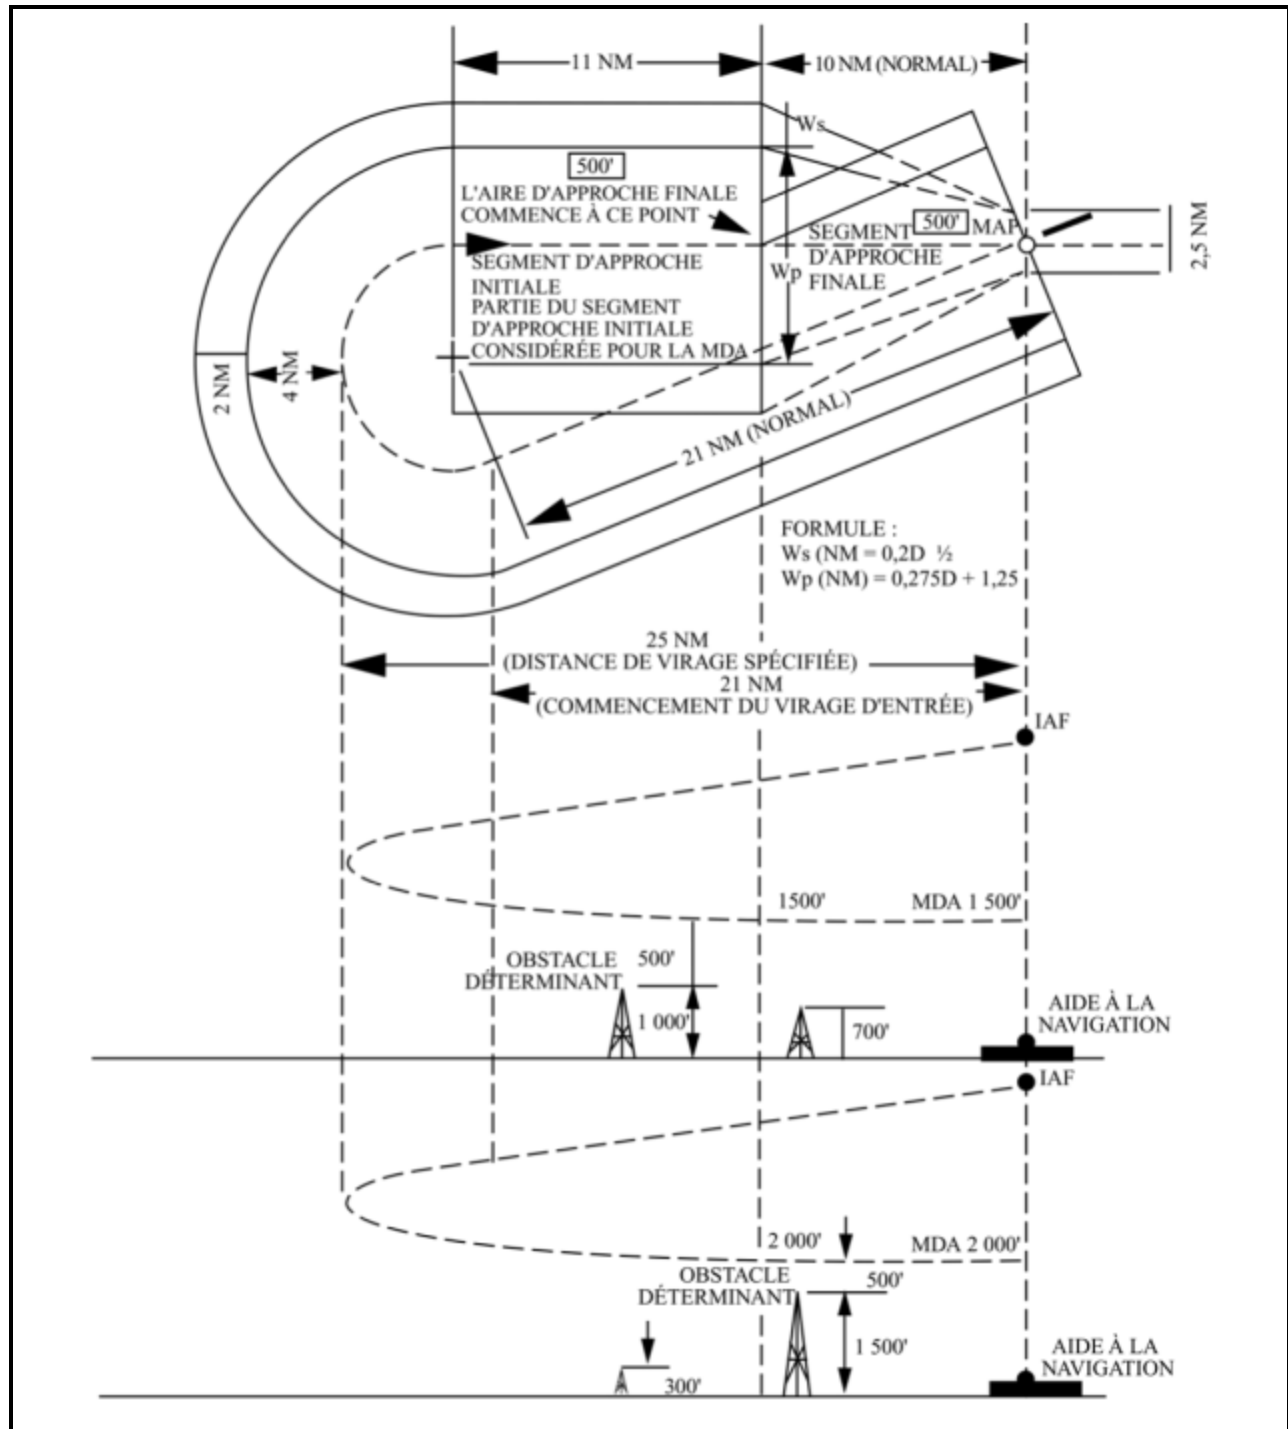 11 NM
10 NM (NORMAL)
Ws
500'
L'AIRE D'APPROCHE FINALE
COMMENCE À CE POINT
SEGMENT D'APPROCHE
INITIALE
PARTIE DU SEGMENT
D'APPROCHE INITIALE
CONSIDÉRÉE POUR LA MDA
Wp
SEGMENT
D'APPROCHE
FINALE
500'
MAP
2,5 NM
2 NM
4 NM
21 NM (NORMAL)
FORMULE :
Ws (NM = 0,2D ½
Wp (NM) = 0,275D + 1,25
25 NM
(DISTANCE DE VIRAGE SPÉCIFIÉE)
21 NM
(COMMENCEMENT DU VIRAGE D'ENTRÉE)
IAF
1500'
MDA 1 500'
OBSTACLE
DÉTERMINANT
500'
1 000'
700'
AIDE À LA
NAVIGATION
IAF
2 000'
MDA 2 000'
OBSTACLE
DÉTERMINANT
500'
1 500'
300'
AIDE À LA
NAVIGATION